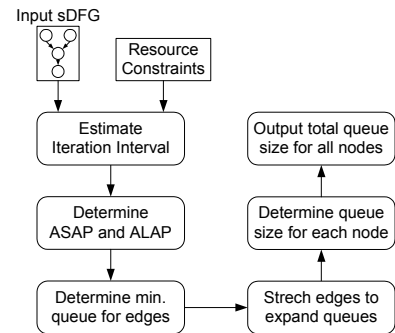 Input sDFG
Resource
Constraints
Estimate
Iteration Interval
Determine
ASAP and ALAP
Determine min.
queue for edges
Strech edges to
expand queues
Determine queue
size for each node
Output total queue
size for all nodes